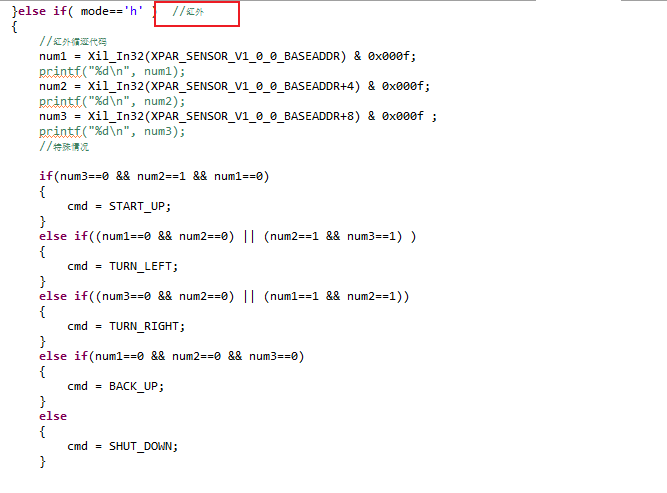 }else if( mode=='h' ) //红外
{
//红外循迹代码
num1 = Xil_In32(XPAR_SENSOR_V1_0_0_BASEADDR) & 0x000f;
printf("%d\n", num1);
num2 = Xil_In32(XPAR_SENSOR_V1_0_0_BASEADDR+4) & 0x000f;
printf("%d\n", num2);
num3 = Xil_In32(XPAR_SENSOR_V1_0_0_BASEADDR+8) & 0x000f ;
printf("%d\n", num3);
//特殊情况
if(num3==0 && num2==1 && num1==0)
{
cmd = START_UP;
}
else if((num1==0 && num2==0) || (num2==1 && num3==1) )
{
cmd = TURN_LEFT;
}
else if((num3==0 && num2==0) || (num1==1 && num2==1))
{
cmd = TURN_RIGHT;
}
else if(num1==0 && num2==0 && num3==0)
{
cmd = BACK_UP;
}
else
{
cmd = SHUT_DOWN;
}